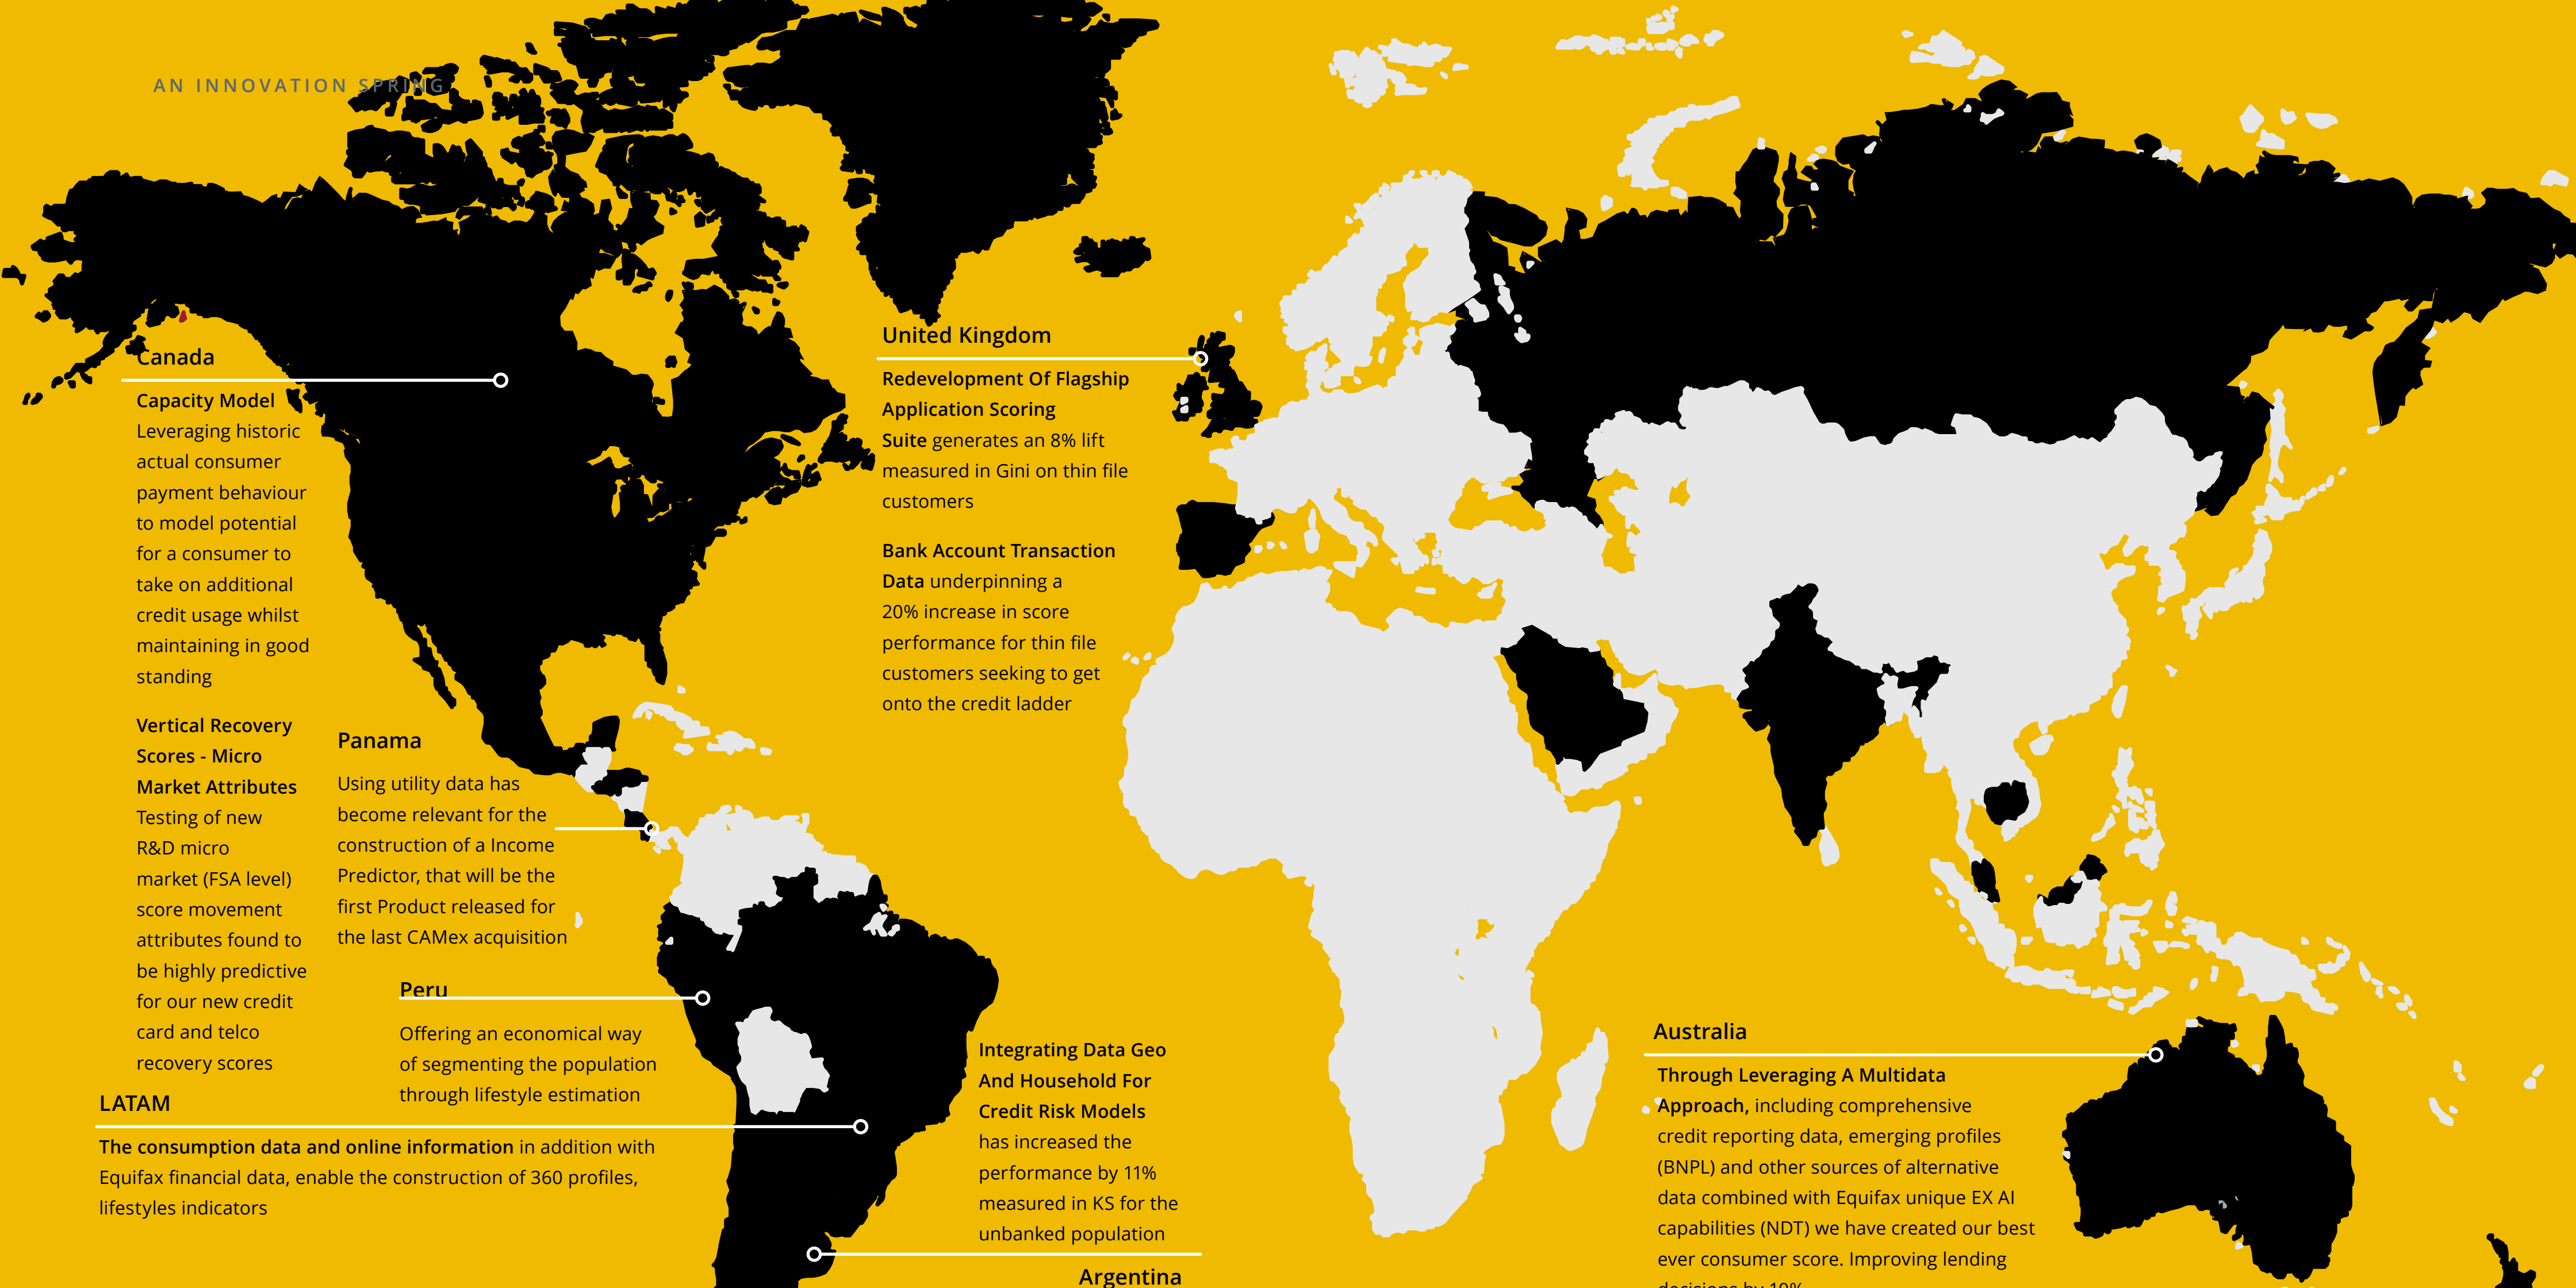 AN INNOVATION SPRING
Canada
Capacity Model
Leveraging historic
actual consumer
payment behaviour
to model potential
for a consumer to
take on additional
credit usage whilst
maintaining in good
standing
Vertical Recovery
Scores - Micro
Market Attributes
Testing of new
R&D micro
market (FSA level)
score movement
attributes found to
be highly predictive
for our new credit
card and telco
recovery scores
United Kingdom
Redevelopment Of Flagship
Application Scoring
Suite generates an 8% lift
measured in Gini on thin file
customers
Bank Account Transaction
Data underpinning a
20% increase in score
performance for thin file
customers seeking to get
onto the credit ladder
Panama
Using utility data has
become relevant for the
construction of a Income
Predictor, that will be the
first Product released for
the last CAMex acquisition
Peru
Offering an economical way
of segmenting the population
through lifestyle estimation
LATAM
The consumption data and online information in addition with
Equifax financial data, enable the construction of 360 profiles,
lifestyles indicators
Integrating Data Geo
And Household For
Credit Risk Models
has increased the
performance by 11%
measured in KS for the
unbanked population
Argentina
Australia
Through Leveraging A Multidata
Approach, including comprehensive
credit reporting data, emerging profiles
(BNPL) and other sources of alternative
data combined with Equifax unique EX AI
capabilities (NDT) we have created our best
ever consumer score. Improving lending
decisions by 10%